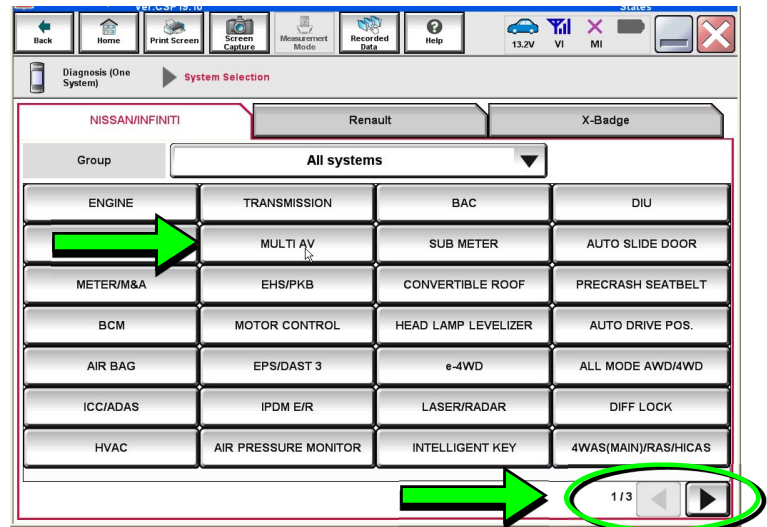 Ver.CSP19.10 States
Back Home Print Screen Screen Capture Measurement Mode Recorded Data Help 13.2V VI MI
Diagnosis (One System) System Selection
NISSAN/INFINITI Renault X-Badge
Group All systems
ENGINE TRANSMISSION BAC DIU
MULTI AV SUB METER AUTO SLIDE DOOR
METER/M&A EHS/PKB CONVERTIBLE ROOF PRECRASH SEATBELT
BCM MOTOR CONTROL HEAD LAMP LEVELIZER AUTO DRIVE POS.
AIR BAG EPS/DAST 3 e-4WD ALL MODE AWD/4WD
ICC/ADAS IPDM E/R LASER/RADAR DIFF LOCK
HVAC AIR PRESSURE MONITOR INTELLIGENT KEY 4WAS(MAIN)/RAS/HICAS
1/3